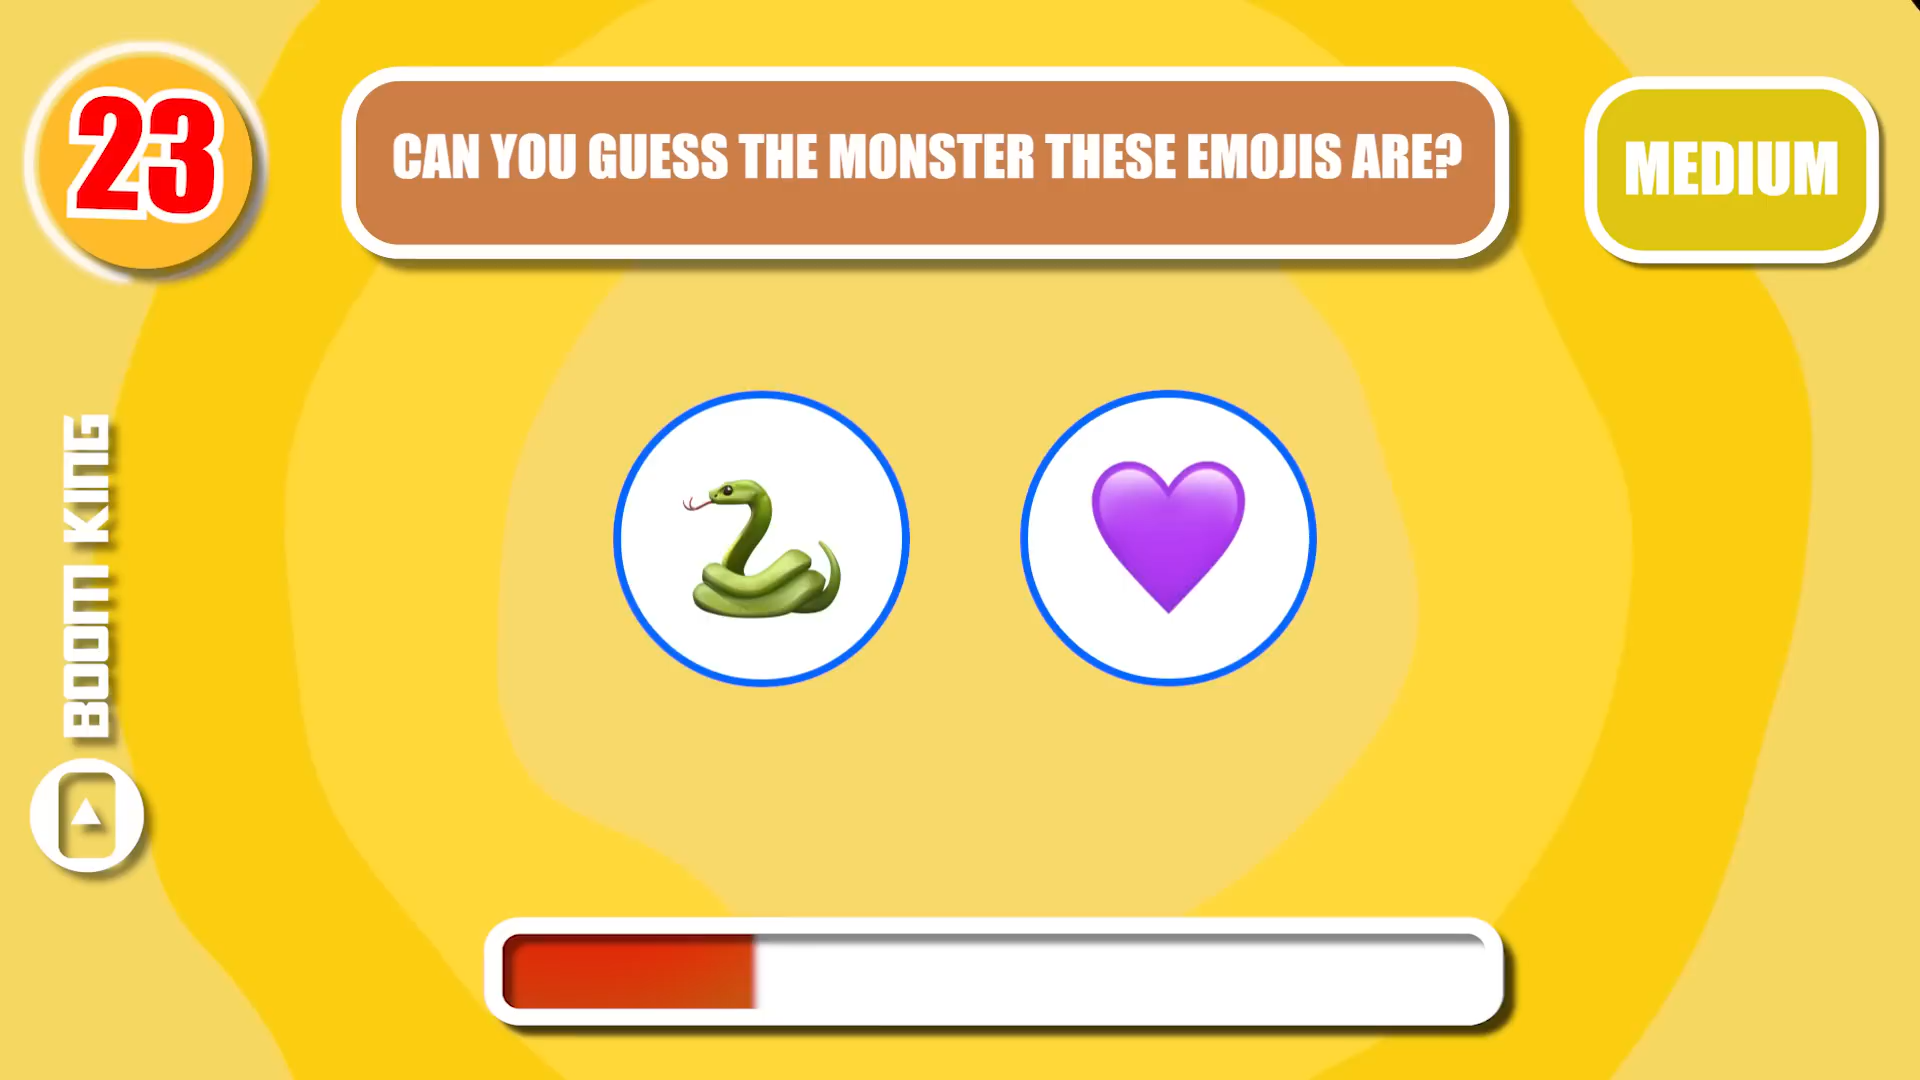 23
CAN YOU GUESS THE MONSTER THESE EMOJIS ARE?
MEDIUM
BOOM KING